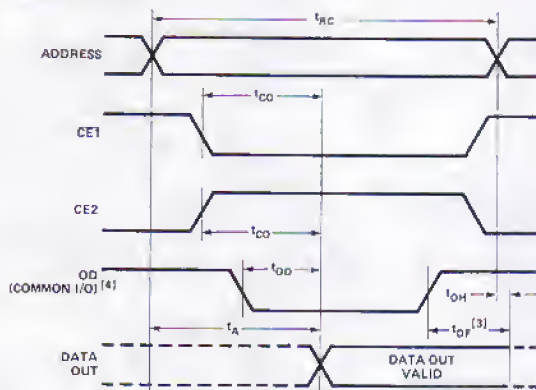 tRC
ADDRESS
tCO
CE1
CE2
tCO
OD
(COMMON I/O) [4]
tOD
tOH
tA
tDF [3]
DATA
OUT
DATA OUT
VALID